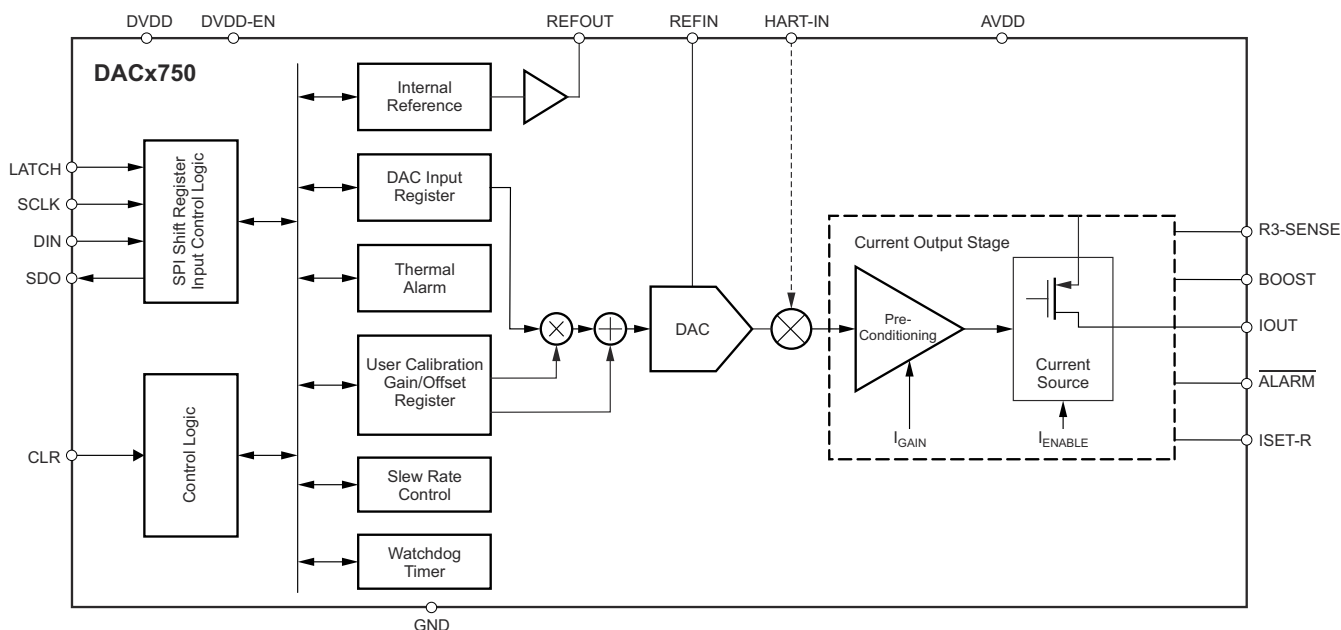 DVDD
DVDD-EN
REFOUT
REFIN
HART-IN
AVDD
DACx750
Internal
Reference
LATCH
SCLK
DIN
SDO
SPI Shift Register
Input Control Logic
DAC Input
Register
Thermal
Alarm
User Calibration
Gain/Offset
Register
DAC
Current Output Stage
Pre-
Conditioning
Current
Source
IGAIN
IENABLE
R3-SENSE
BOOST
IOUT
ALARM
ISET-R
CLR
Control Logic
Slew Rate
Control
Watchdog
Timer
GND